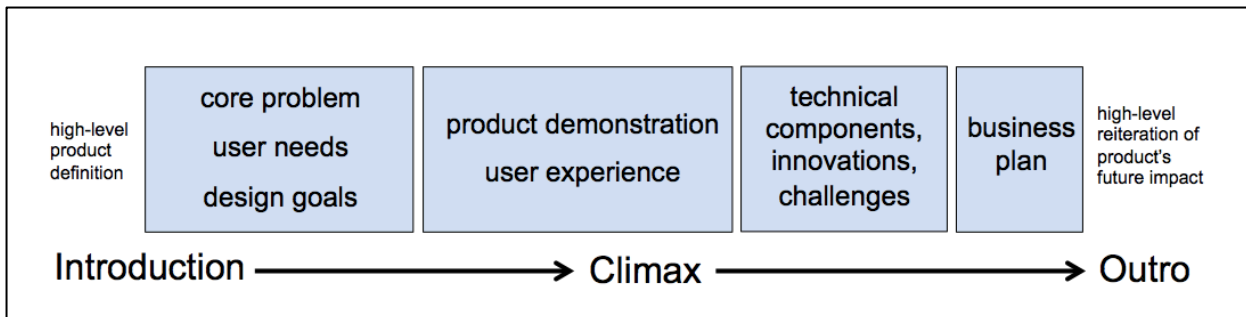 high-level
product
definition
core problem
user needs
design goals
product demonstration
user experience
technical
components,
innovations,
challenges
business
plan
high-level
reiteration of
product's
future impact
Introduction
Climax
Outro